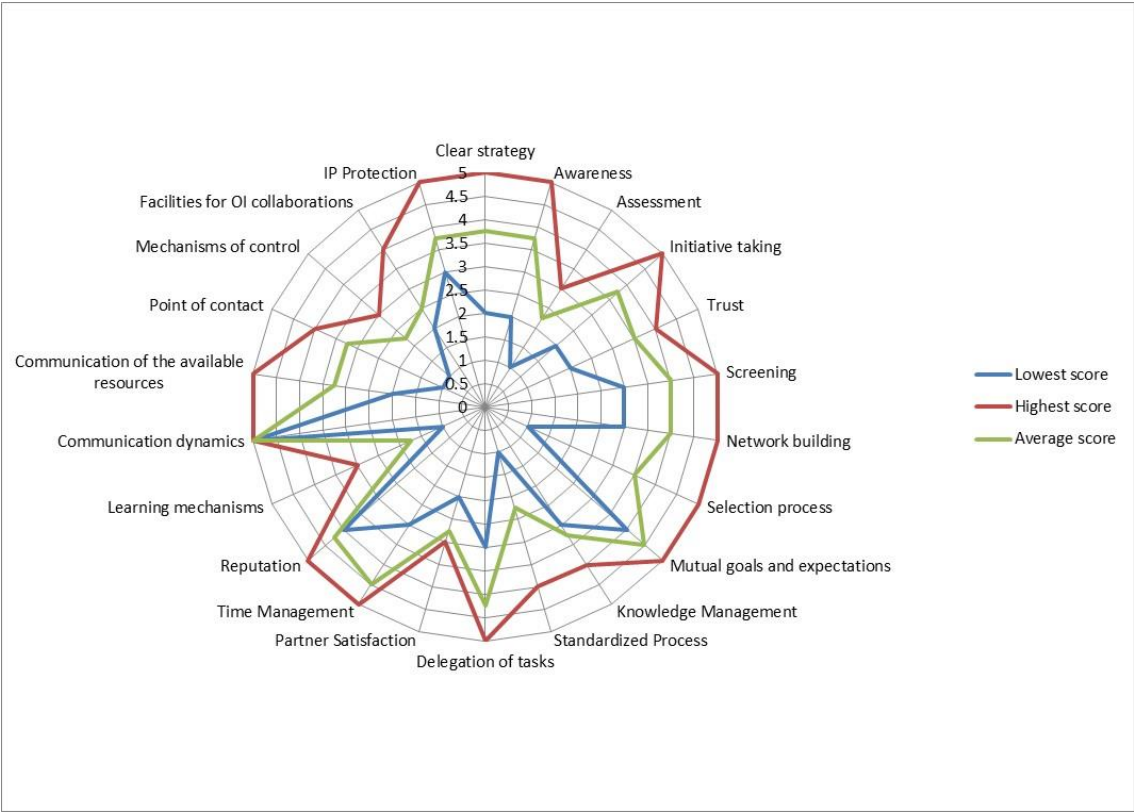 Clear strategy
IP Protection
5
Awareness
Facilities for OI collaborations
4.5
Assessment
4
Mechanisms of control
3.5
Initiative taking
3
Point of contact
2.5
Trust
2
Communication of the available
resources
1.5
1
Screening
0.5
0
Communication dynamics
Network building
Learning mechanisms
Selection process
Reputation
Mutual goals and expectations
Time Management
Knowledge Management
Partner Satisfaction
Standardized Process
Delegation of tasks
Lowest score
Highest score
Average score